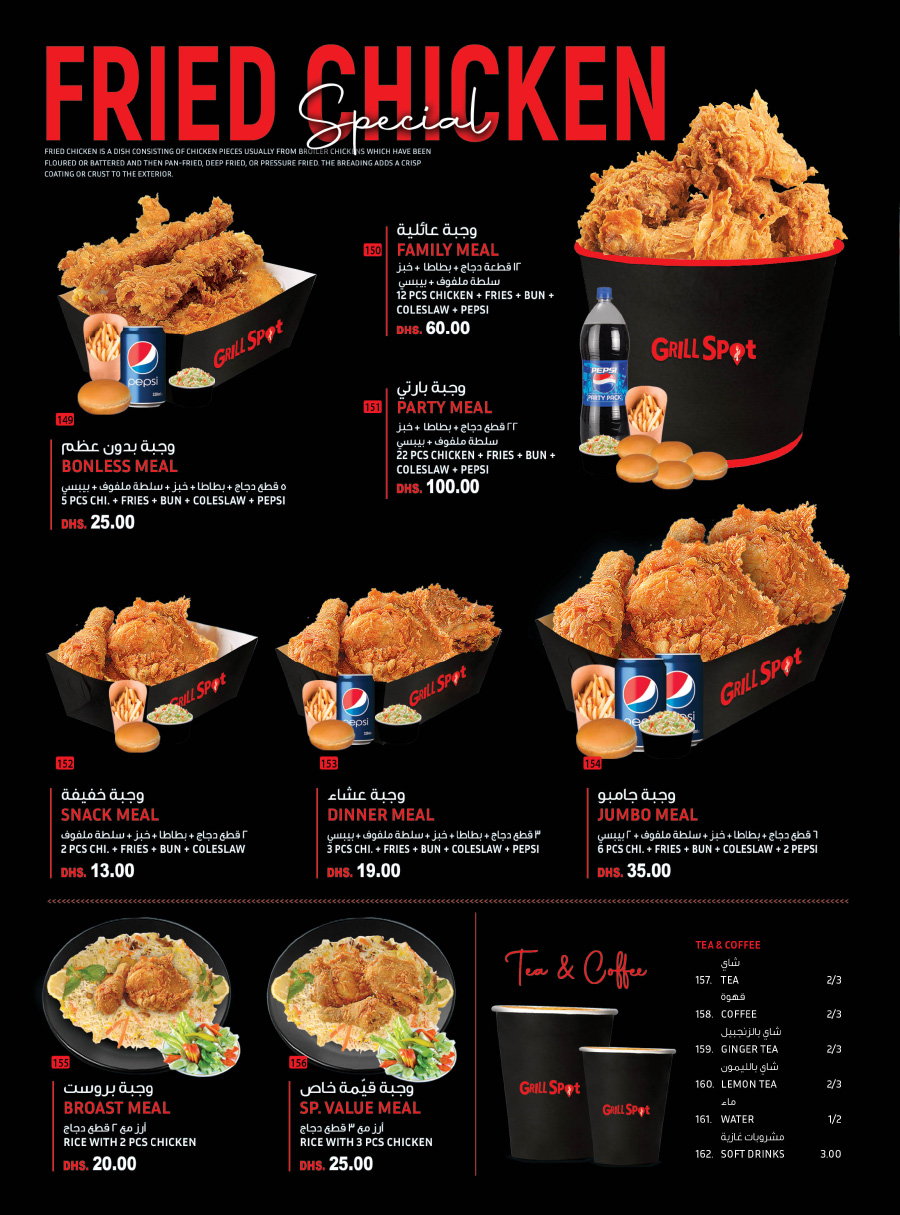 FRIED CHICKEN
Special
FRIED CHICKEN IS A DISH CONSISTING OF CHICKEN PIECES USUALLY FROM BROILER CHICKENS WHICH HAVE BEEN
FLOURED OR BATTERED AND THEN PAN-FRIED, DEEP FRIED, OR PRESSURE FRIED. THE BREADING ADDS A CRISP
COATING OR CRUST TO THE EXTERIOR.
GRILL SPOT
pepsi
149
وجبة بدون عظم
BONLESS MEAL
٥ قطع دجاج + بطاطا + خبز + سلطة ملفوف + بيبسي
5 PCS CHI. + FRIES + BUN + COLESLAW + PEPSI
DHS. 25.00
150
وجبة عائلية
FAMILY MEAL
١٢ قطعة دجاج + بطاطا + خبز
سلطة ملفوف + بيبسي
12 PCS CHICKEN + FRIES + BUN +
COLESLAW + PEPSI
DHS. 60.00
151
وجبة بارتي
PARTY MEAL
٢٢ قطع دجاج + بطاطا + خبز
سلطة ملفوف + بيبسي
22 PCS CHICKEN + FRIES + BUN +
COLESLAW + PEPSI
DHS. 100.00
GRILL SPOT
PEPSI
PARTY PACK!
GRILL SPOT
152
وجبة خفيفة
SNACK MEAL
٢ قطع دجاج + بطاطا + خبز + سلطة ملفوف
2 PCS CHI. + FRIES + BUN + COLESLAW
DHS. 13.00
GRILL SPOT
pepsi
153
وجبة عشاء
DINNER MEAL
٣ قطع دجاج + بطاطا + خبز + سلطة ملفوف + بيبسي
3 PCS CHI. + FRIES + BUN + COLESLAW + PEPSI
DHS. 19.00
GRILL SPOT
154
وجبة جامبو
JUMBO MEAL
٦ قطع دجاج + بطاطا + خبز + سلطة ملفوف + ٢ بيبسي
6 PCS CHI. + FRIES + BUN + COLESLAW + 2 PEPSI
DHS. 35.00
155
وجبة بروست
BROAST MEAL
أرز مع ٢ قطع دجاج
RICE WITH 2 PCS CHICKEN
DHS. 20.00
156
وجبة قيّمة خاص
SP. VALUE MEAL
أرز مع ٣ قطع دجاج
RICE WITH 3 PCS CHICKEN
DHS. 25.00
Tea & Coffee
GRILL SPOT
GRILL SPOT
TEA & COFFEE
شاي
157. TEA 2/3
قهوة
158. COFFEE 2/3
شاي بالزنجبيل
159. GINGER TEA 2/3
شاي بالليمون
160. LEMON TEA 2/3
ماء
161. WATER 1/2
مشروبات غازية
162. SOFT DRINKS 3.00